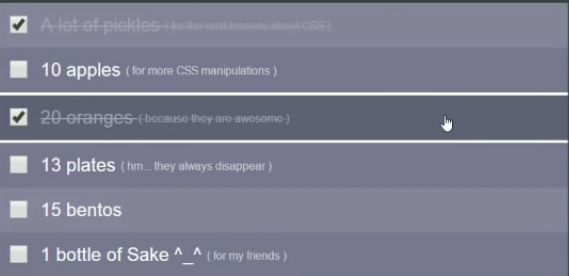 A lot of pickles ( for the next lessons about CSS )
10 apples ( for more CSS manipulations )
20 oranges ( because they are awesome )
13 plates ( hm... they always disappear )
15 bentos
1 bottle of Sake ^_^ ( for my friends )